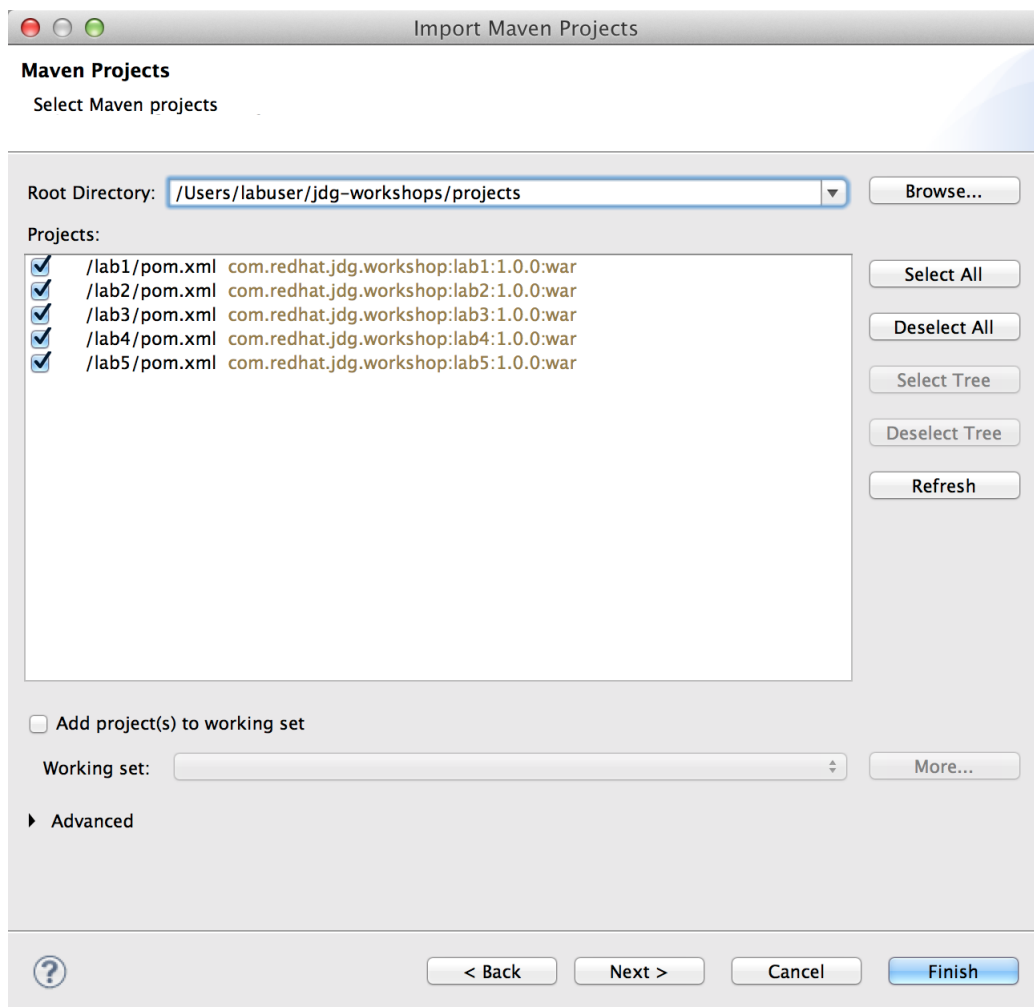 Import Maven Projects
Maven Projects
Select Maven projects
Root Directory: /Users/labuser/jdg-workshops/projects Browse...
Projects:
/lab1/pom.xml com.redhat.jdg.workshop:lab1:1.0.0:war
/lab2/pom.xml com.redhat.jdg.workshop:lab2:1.0.0:war
/lab3/pom.xml com.redhat.jdg.workshop:lab3:1.0.0:war
/lab4/pom.xml com.redhat.jdg.workshop:lab4:1.0.0:war
/lab5/pom.xml com.redhat.jdg.workshop:lab5:1.0.0:war
Select All
Deselect All
Select Tree
Deselect Tree
Refresh
Add project(s) to working set
Working set: More...
Advanced
? < Back Next > Cancel Finish